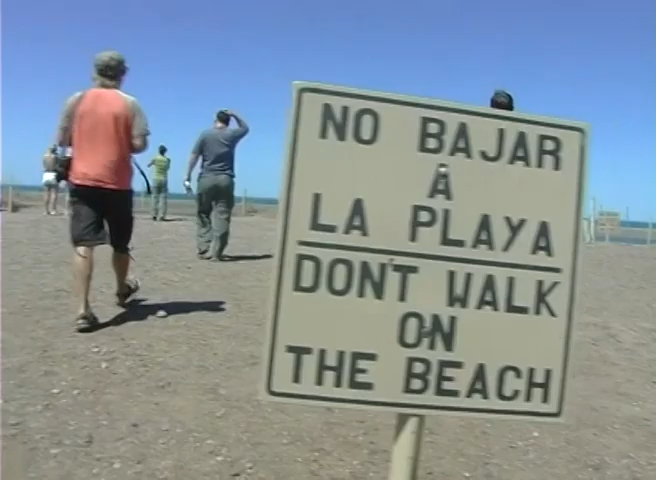 NO BAJAR
A
LA PLAYA
DON'T WALK
ON
THE BEACH